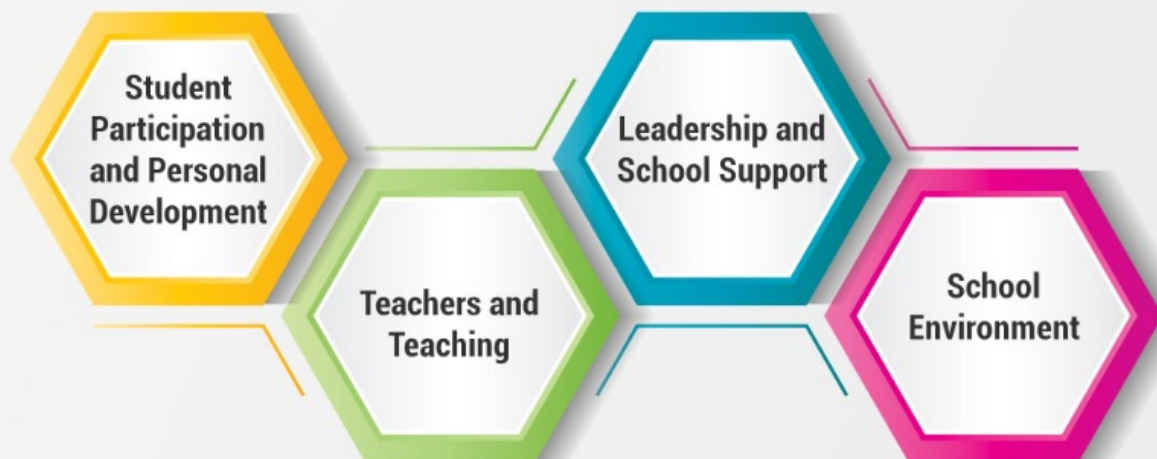 Student
Participation
and Personal
Development
Teachers and
Teaching
Leadership and
School Support
School
Environment